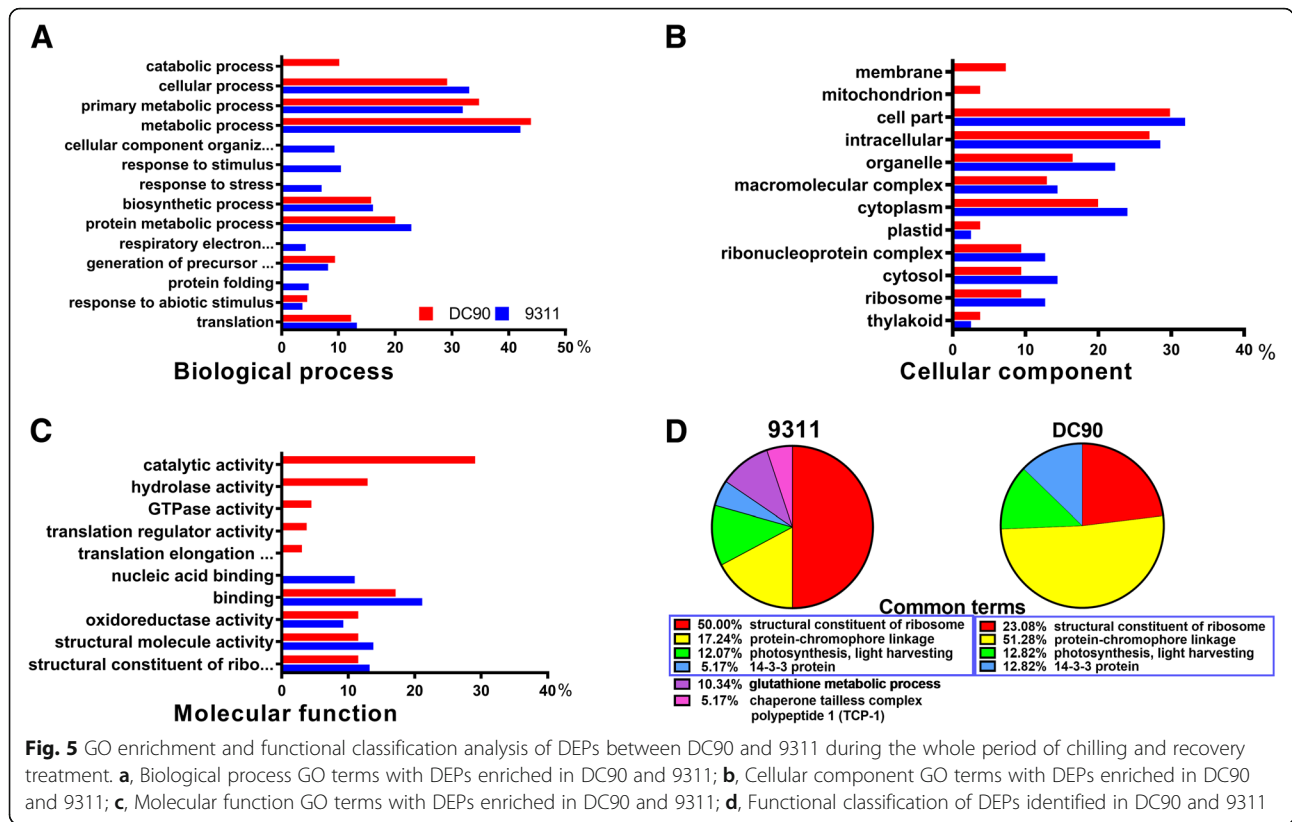 A
catabolic process
cellular process
primary metabolic process
metabolic process
cellular component organiz...
response to stimulus
response to stress
biosynthetic process
protein metabolic process
respiratory electron...
generation of precursor ...
protein folding
response to abiotic stimulus
translation
DC90 9311
0 10 20 30 40 50 %
Biological process
B
membrane
mitochondrion
cell part
intracellular
organelle
macromolecular complex
cytoplasm
plastid
ribonucleoprotein complex
cytosol
ribosome
thylakoid
0 10 20 30 40 %
Cellular component
C
catalytic activity
hydrolase activity
GTPase activity
translation regulator activity
translation elongation ...
nucleic acid binding
binding
oxidoreductase activity
structural molecule activity
structural constituent of ribo...
0 10 20 30 40 %
Molecular function
D
9311
DC90
Common terms
50.00% structural constituent of ribosome
17.24% protein-chromophore linkage
12.07% photosynthesis, light harvesting
5.17% 14-3-3 protein
10.34% glutathione metabolic process
5.17% chaperone tailless complex
polypeptide 1 (TCP-1)
23.08% structural constituent of ribosome
51.28% protein-chromophore linkage
12.82% photosynthesis, light harvesting
12.82% 14-3-3 protein
Fig. 5 GO enrichment and functional classification analysis of DEPs between DC90 and 9311 during the whole period of chilling and recovery
treatment. a, Biological process GO terms with DEPs enriched in DC90 and 9311; b, Cellular component GO terms with DEPs enriched in DC90
and 9311; c, Molecular function GO terms with DEPs enriched in DC90 and 9311; d, Functional classification of DEPs identified in DC90 and 9311